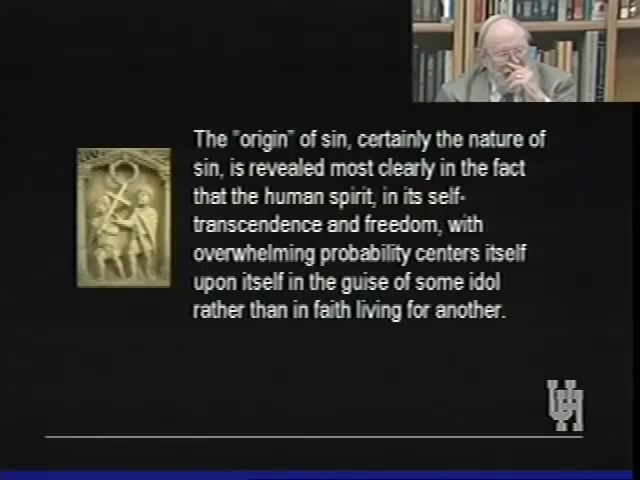 The "origin" of sin, certainly the nature of
sin, is revealed most clearly in the fact
that the human spirit, in its self-
transcendence and freedom, with
overwhelming probability centers itself
upon itself in the guise of some idol
rather than in faith living for another.
UH